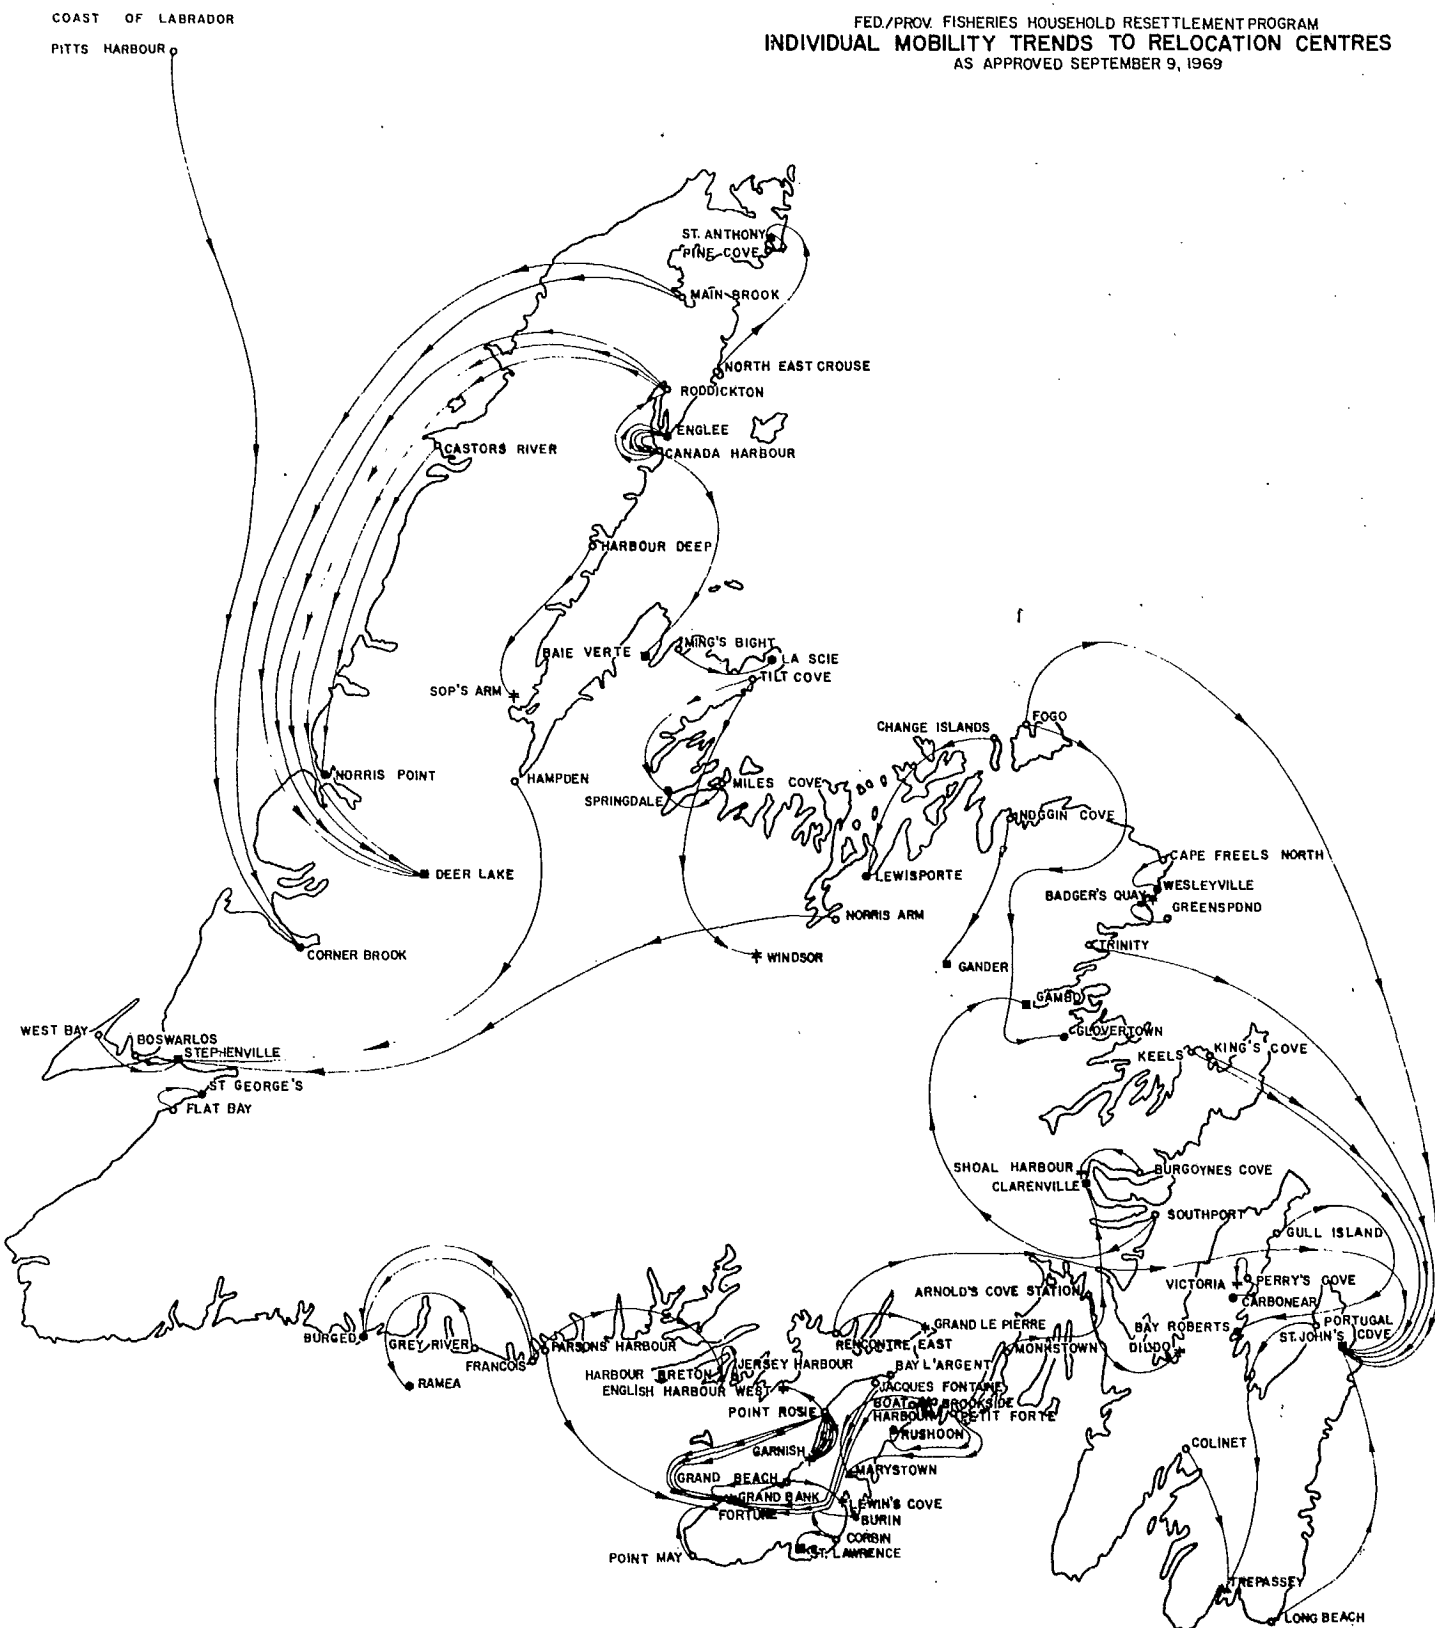 COAST OF LABRADOR
PITTS HARBOUR
FED./PROV. FISHERIES HOUSEHOLD RESETTLEMENT PROGRAM
INDIVIDUAL MOBILITY TRENDS TO RELOCATION CENTRES
AS APPROVED SEPTEMBER 9, 1969
ST. ANTHONY
PINE COVE
MAIN BROOK
NORTH EAST CROUSE
RODDICKTON
ENGLEE
CANADA HARBOUR
CASTORS RIVER
HARBOUR DEEP
MING'S BIGHT
BAIE VERTE
LA SCIE
TILT COVE
SOP'S ARM
FOGO
CHANGE ISLANDS
NORRIS POINT
HAMPDEN
MILES COVE
SPRINGDALE
NOGGIN COVE
CAPE FREELS NORTH
DEER LAKE
LEWISPORTE
WESLEYVILLE
BADGER'S QUAY
GREENSPOND
NORRIS ARM
TRINITY
CORNER BROOK
WINDSOR
GANDER
GAMBO
WEST BAY
BOSWARLOS
GLOVERTOWN
STEPHENVILLE
KING'S COVE
KEELS
ST GEORGE'S
FLAT BAY
SHOAL HARBOUR
BURGOYNES COVE
CLARENVILLE
SOUTHPORT
GULL ISLAND
VICTORIA
PERRY'S COVE
ARNOLD'S COVE STATION
CARBONEAR
BAY ROBERTS
PORTUGAL
COVE
ST. JOHN'S
GRAND LE PIERRE
BURGEO
GREY RIVER
PARSONS HARBOUR
RENCONTRE EAST
MONKSTOWN
DILDO
FRANCOIS
JERSEY HARBOUR
BAY L'ARGENT
HARBOUR BRETON
RAMEA
ENGLISH HARBOUR WEST
JACQUES FONTAINE
BOAT
HARBOUR
BROOKSIDE
POINT ROSIE
PETIT FORTE
RUSHOON
GARNISH
COLINET
GRAND BEACH
MARYSTOWN
GRAND BANK
LEWIN'S COVE
FORTUNE
BURIN
CORBIN
POINT MAY
ST. LAWRENCE
TREPASSEY
LONG BEACH